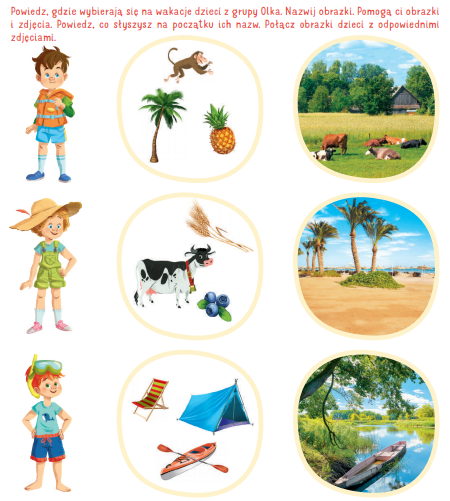 Powiedz, gdzie wybierają się na wakacje dzieci z grupy Olka. Nazwij obrazki. Pomogą ci obrazki
i zdjęcia. Powiedz, co słyszysz na początku ich nazw. Połącz obrazki dzieci z odpowiednimi
zdjęciami.